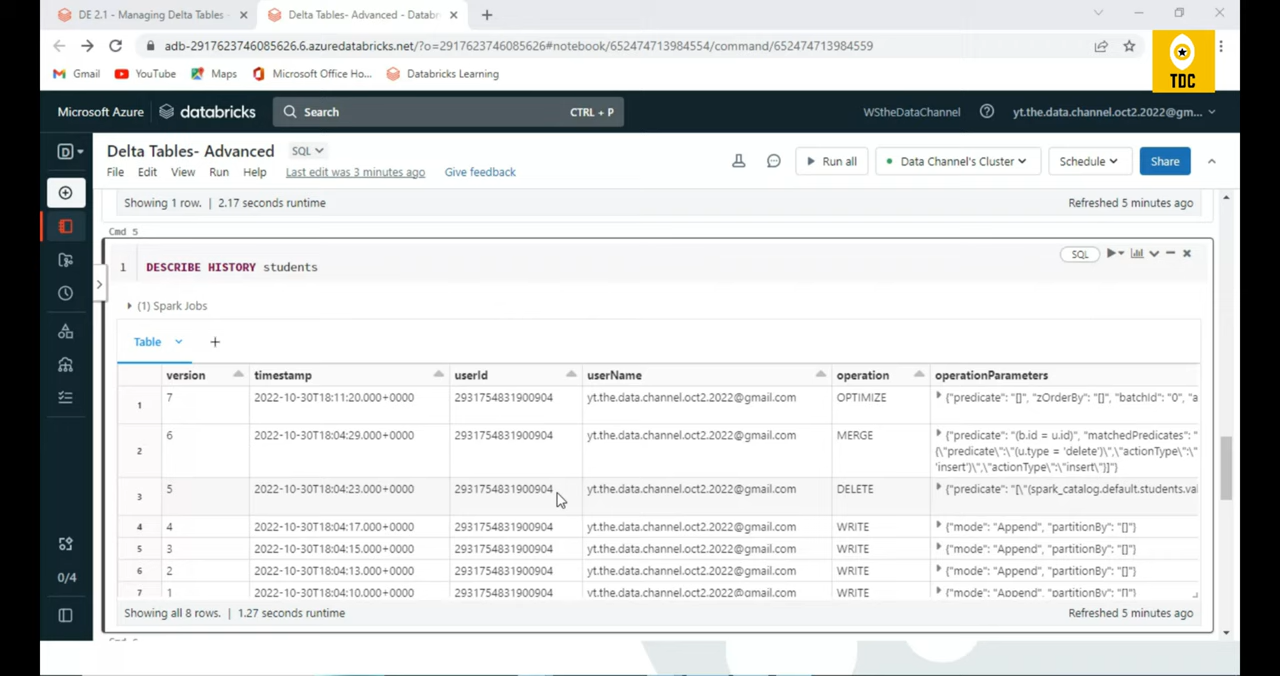 DE 2.1 - Managing Delta Tables -
Delta Tables- Advanced - Databr
adb-2917623746085626.6.azuredatabricks.net/?o=2917623746085626#notebook/652474713984554/command/652474713984559
TDC
Gmail YouTube Maps Microsoft Office Ho... Databricks Learning
Microsoft Azure databricks Search CTRL + P WStheDataChannel yt.the.data.channel.oct2.2022@gm...
D
Delta Tables- Advanced SQL
File Edit View Run Help Last edit was 3 minutes ago Give feedback
Run all Data Channel's Cluster Schedule Share
Showing 1 row. | 2.17 seconds runtime Refreshed 5 minutes ago
Cmd 5
SQL
1 DESCRIBE HISTORY students
(1) Spark Jobs
Table +
version timestamp userId userName operation operationParameters
1 7 2022-10-30T18:11:20.000+0000 2931754831900904 yt.the.data.channel.oct2.2022@gmail.com OPTIMIZE {"predicate": "[]", "zOrderBy": "[]", "batchId": "0", "a
2 6 2022-10-30T18:04:29.000+0000 2931754831900904 yt.the.data.channel.oct2.2022@gmail.com MERGE {"predicate": "(b.id = u.id)", "matchedPredicates": "
{\"predicate\":\"(u.type = 'delete')\",\"actionType\":\"
'insert')\",\"actionType\":\"insert\"}]"}
3 5 2022-10-30T18:04:23.000+0000 2931754831900904 yt.the.data.channel.oct2.2022@gmail.com DELETE {"predicate": "[\"(spark_catalog.default.students.va
4 4 2022-10-30T18:04:17.000+0000 2931754831900904 yt.the.data.channel.oct2.2022@gmail.com WRITE {"mode": "Append", "partitionBy": "[]"}
5 3 2022-10-30T18:04:15.000+0000 2931754831900904 yt.the.data.channel.oct2.2022@gmail.com WRITE {"mode": "Append", "partitionBy": "[]"}
6 2 2022-10-30T18:04:13.000+0000 2931754831900904 yt.the.data.channel.oct2.2022@gmail.com WRITE {"mode": "Append", "partitionBy": "[]"}
7 1 2022-10-30T18:04:10.000+0000 2931754831900904 yt.the.data.channel.oct2.2022@gmail.com WRITE {"mode": "Append", "partitionBy": "[]"}
0/4
Showing all 8 rows. | 1.27 seconds runtime Refreshed 5 minutes ago